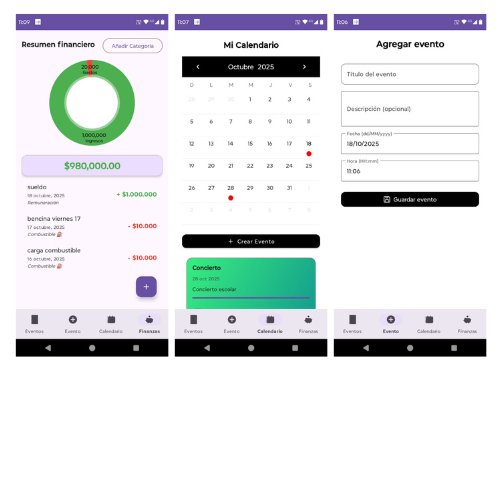 11:09
Resumen financiero
Añadir Categoría
20,000
Gastos
1,000,000
Ingresos
$980,000.00
sueldo
18 octubre, 2025
Remuneración
+ $1.000.000
bencina viernes 17
17 octubre, 2025
Combustible ⛽
- $10.000
carga combustible
16 octubre, 2025
Combustible ⛽
- $10.000
+
Eventos Evento Calendario Finanzas
11:07
Mi Calendario
< Octubre 2025 >
D L M M J V S
28 29 30 1 2 3 4
5 6 7 8 9 10 11
12 13 14 15 16 17 18
19 20 21 22 23 24 25
26 27 28 29 30 31 1
2 3 4 5 6 7 8
+ Crear Evento
Concierto
28 oct 2025
Concierto escolar
Eventos Evento Calendario Finanzas
11:06
Agregar evento
Título del evento
Descripción (opcional)
Fecha (dd/MM/yyyy)
18/10/2025
Hora (HH:mm)
11:06
Guardar evento
Eventos Evento Calendario Finanzas